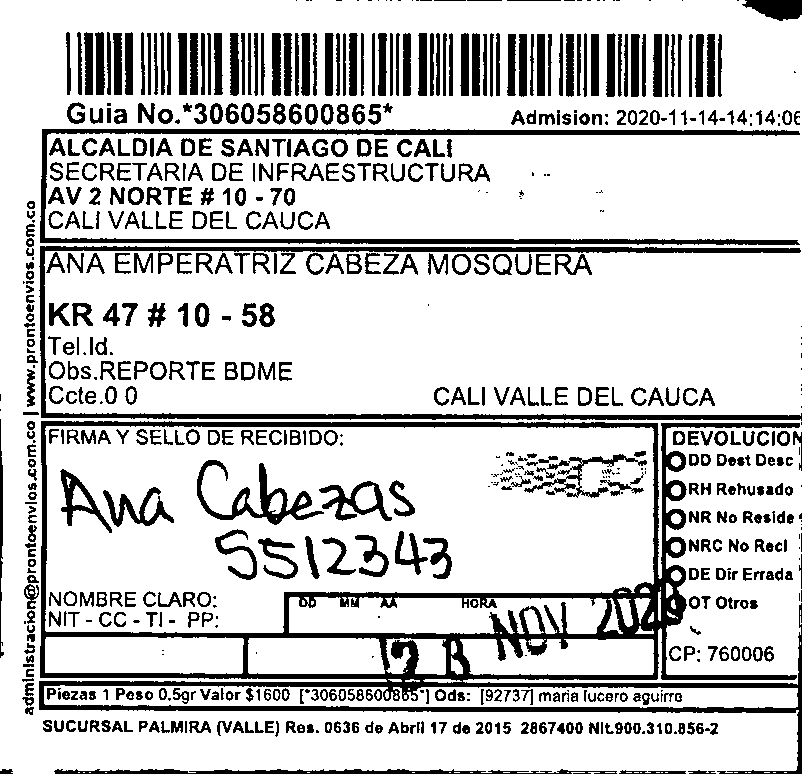 Guia No.*306058600865*
Admision: 2020-11-14-14:14:06
ALCALDIA DE SANTIAGO DE CALI
SECRETARIA DE INFRAESTRUCTURA
AV 2 NORTE # 10 - 70
CALI VALLE DEL CAUCA
ANA EMPERATRIZ CABEZA MOSQUERA
KR 47 # 10 - 58
Tel.Id.
Obs.REPORTE BDME
Ccte.0 0 CALI VALLE DEL CAUCA
administracion@prontoenvios.com.co | www.prontoenvios.com.co
FIRMA Y SELLO DE RECIBIDO:
Ana Cabezas
5512343
NOMBRE CLARO:
NIT - CC - TI - PP:
DD MM AA HORA
NOV
DEVOLUCION
DD Dest Desc
RH Rehusado
NR No Reside
NRC No Recl
DE Dir Errada
OT Otros
CP: 760006
Piezas 1 Peso 0,5gr Valor $1600 [*306058600865*] Ods: [92737] maria lucero aguirre
SUCURSAL PALMIRA (VALLE) Res. 0636 de Abril 17 de 2015 2867400 Nit.900.310.856-2